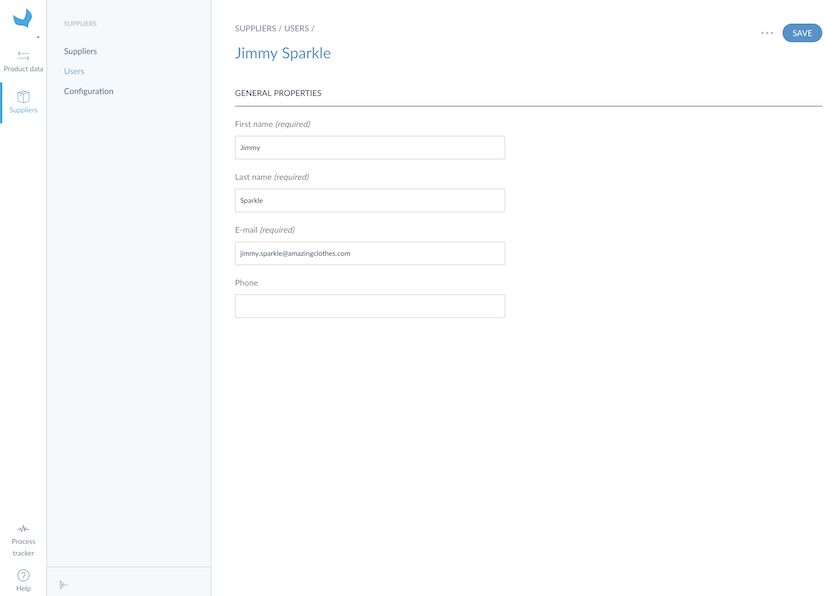 Product data
Suppliers
Process
tracker
Help
SUPPLIERS
Suppliers
Users
Configuration
SUPPLIERS / USERS /
Jimmy Sparkle
SAVE
GENERAL PROPERTIES
First name (required)
Jimmy
Last name (required)
Sparkle
E-mail (required)
jimmy.sparkle@amazingclothes.com
Phone